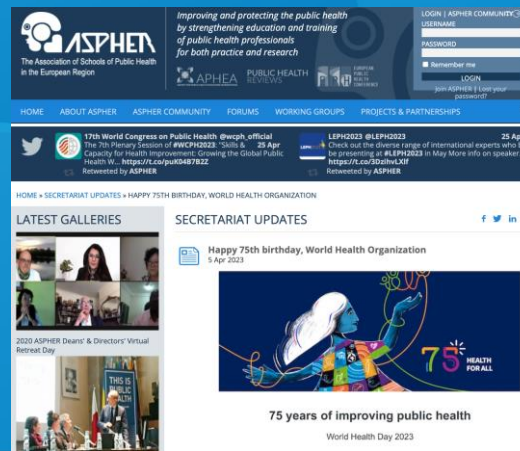 ASPHER
The Association of Schools of Public Health
in the European Region
Improving and protecting the public health
by strengthening education and training
of public health professionals
for both practice and research
APHEA
PUBLIC HEALTH
REVIEWS
EUROPEAN
PUBLIC
HEALTH
CONFERENCE
LOGIN | ASPHER COMMUNITY
USERNAME
PASSWORD
Remember me
LOGIN
Join ASPHER | Lost your
password?
HOME ABOUT ASPHER ASPHER COMMUNITY FORUMS WORKING GROUPS PROJECTS & PARTNERSHIPS
17th World Congress on Public Health @wcph_official
The 7th Plenary Session of #WCPH2023: "Skills & 25 Apr
Capacity for Health Improvement: Growing the Global Public
Health W... https://t.co/puK04B7B2Z
Retweeted by ASPHER
LEPH2023 @LEPH2023 25 Ap
Check out the diverse range of international experts who
be presenting at #LEPH2023 in May More info on speaker
https://t.co/3DzihvLXlf
Retweeted by ASPHER
HOME » SECRETARIAT UPDATES » HAPPY 75TH BIRTHDAY, WORLD HEALTH ORGANIZATION
LATEST GALLERIES
2020 ASPHER Deans' & Directors' Virtual
Retreat Day
THIS IS
PUBLIC
HEALTH
SECRETARIAT UPDATES
Happy 75th birthday, World Health Organization
5 Apr 2023
75 HEALTH
FOR ALL
75 years of improving public health
World Health Day 2023